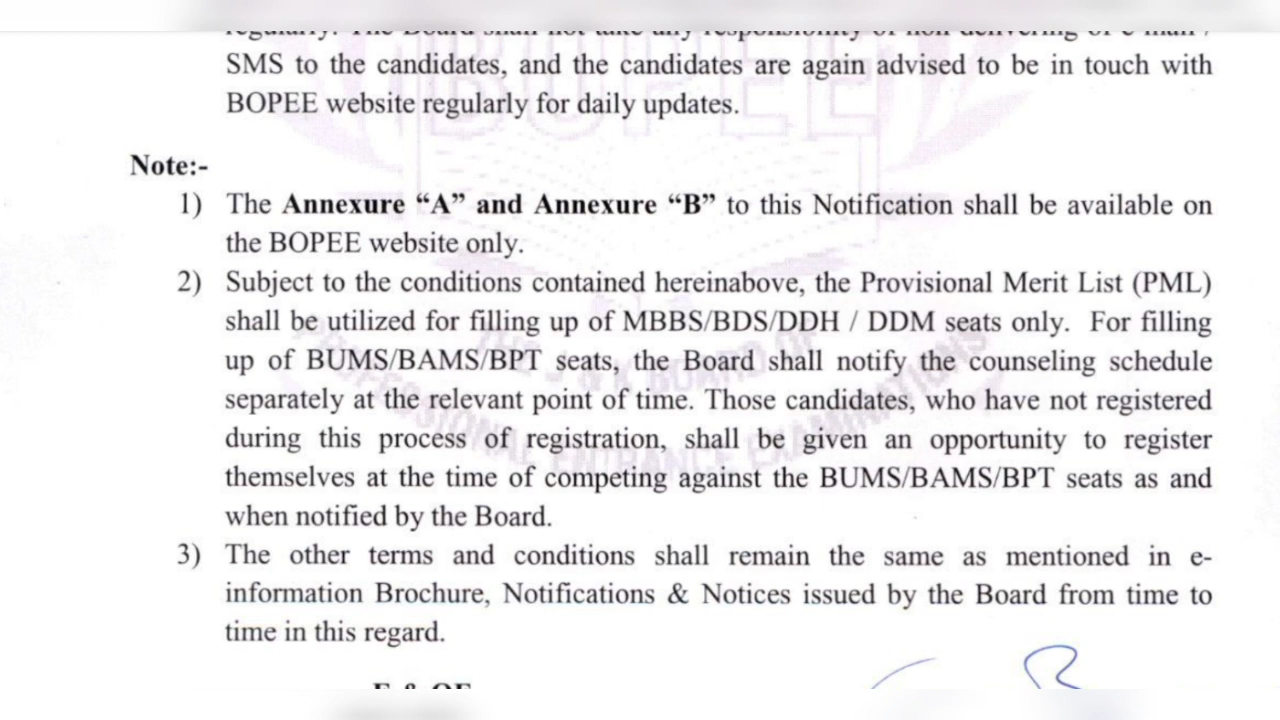 SMS to the candidates, and the candidates are again advised to be in touch with
BOPEE website regularly for daily updates.
Note:-
1) The Annexure “A” and Annexure “B” to this Notification shall be available on
the BOPEE website only.
2) Subject to the conditions contained hereinabove, the Provisional Merit List (PML)
shall be utilized for filling up of MBBS/BDS/DDH / DDM seats only. For filling
up of BUMS/BAMS/BPT seats, the Board shall notify the counseling schedule
separately at the relevant point of time. Those candidates, who have not registered
during this process of registration, shall be given an opportunity to register
themselves at the time of competing against the BUMS/BAMS/BPT seats as and
when notified by the Board.
3) The other terms and conditions shall remain the same as mentioned in e-
information Brochure, Notifications & Notices issued by the Board from time to
time in this regard.
BOPEE
THE J & K BOARD OF
PROFESSIONAL ENTRANCE EXAMINATIONS